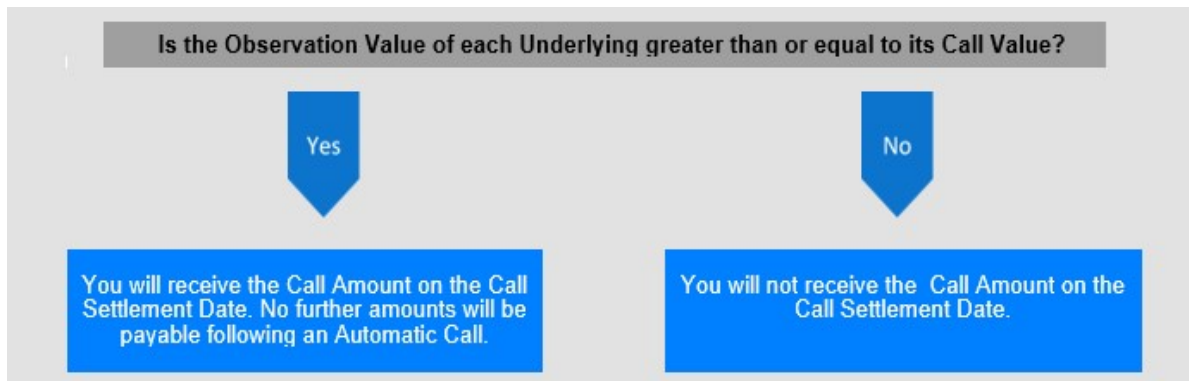 Is the Observation Value of each Underlying greater than or equal to its Call Value?
Yes
No
You will receive the Call Amount on the Call
Settlement Date. No further amounts will be
payable following an Automatic Call.
You will not receive the Call Amount on the
Call Settlement Date.